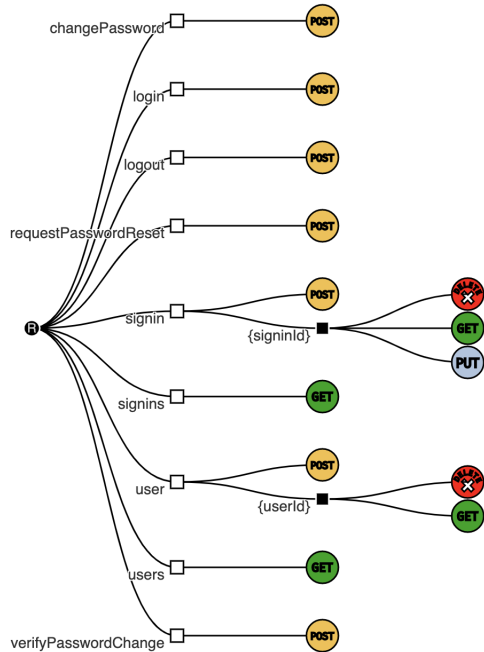 changePassword
POST
login
POST
logout
POST
requestPasswordReset
POST
signin
POST
{signinId}
DELETE
GET
PUT
R
signins
GET
user
POST
{userId}
DELETE
GET
users
GET
verifyPasswordChange
POST